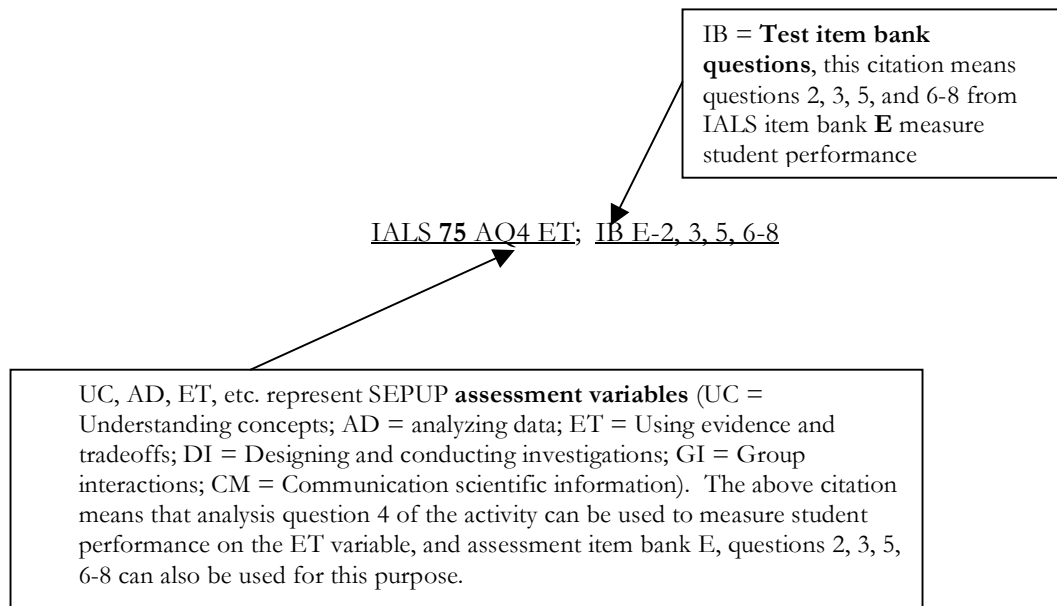 IB = Test item bank
questions, this citation means
questions 2, 3, 5, and 6-8 from
IALS item bank E measure
student performance
IALS 75 AQ4 ET; IB E-2, 3, 5, 6-8
UC, AD, ET, etc. represent SEPUP assessment variables (UC =
Understanding concepts; AD = analyzing data; ET = Using evidence and
tradeoffs; DI = Designing and conducting investigations; GI = Group
interactions; CM = Communication scientific information). The above citation
means that analysis question 4 of the activity can be used to measure student
performance on the ET variable, and assessment item bank E, questions 2, 3, 5,
6-8 can also be used for this purpose.